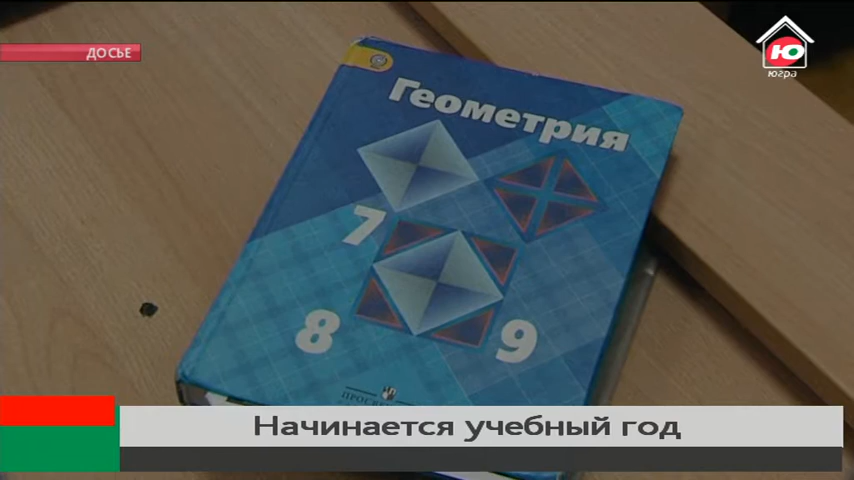 ДОСЬЕ
Ю
югра
Геометрия
7
8
9
Начинается учебный год